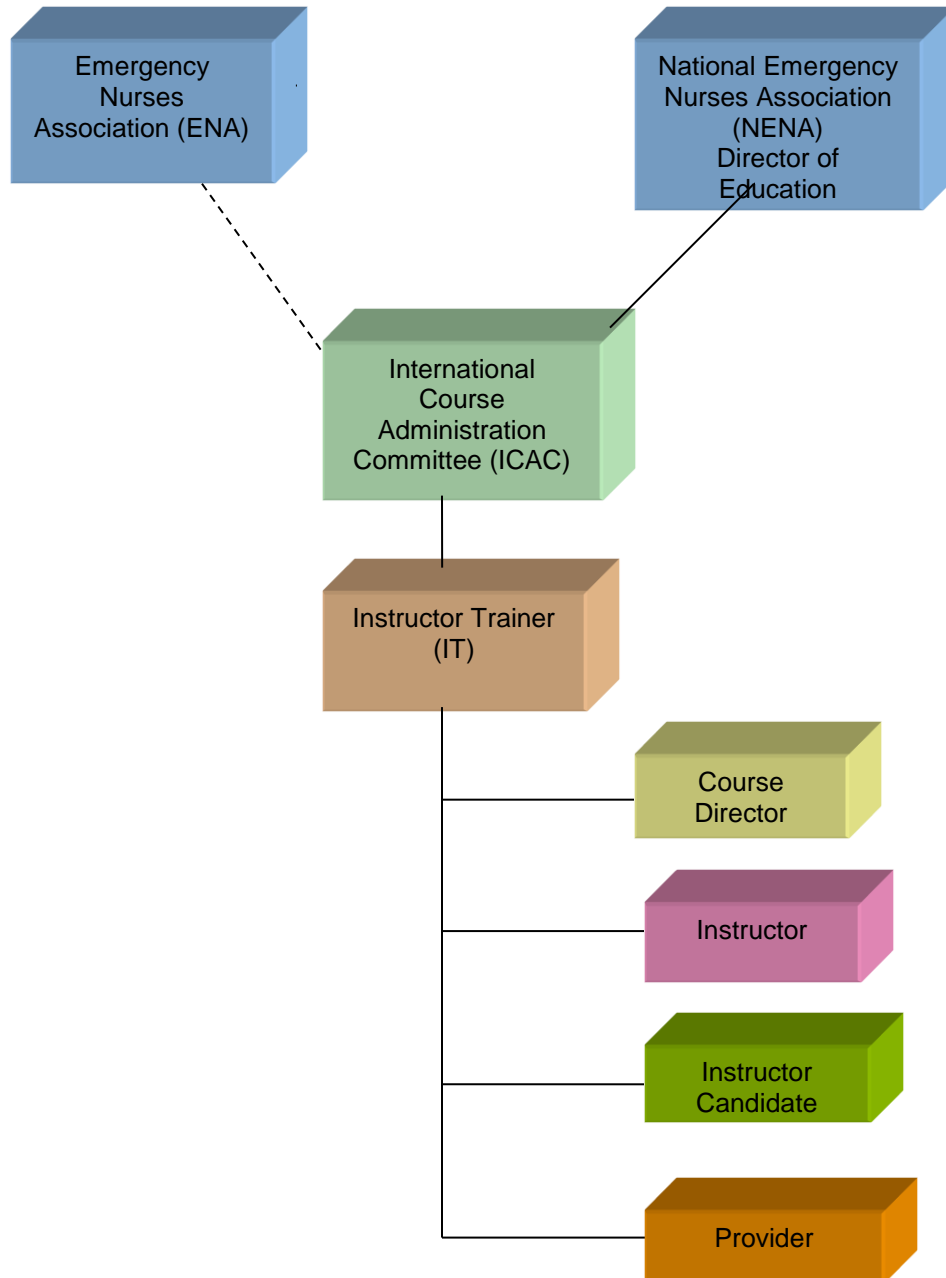 Emergency
Nurses
Association (ENA)
National Emergency
Nurses Association
(NENA)
Director of
Education
International
Course
Administration
Committee (ICAC)
Instructor Trainer
(IT)
Course
Director
Instructor
Instructor
Candidate
Provider